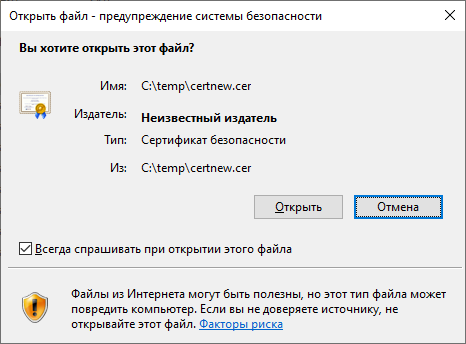 Открыть файл - предупреждение системы безопасности
Вы хотите открыть этот файл?
Имя: C:\temp\certnew.cer
Издатель: Неизвестный издатель
Тип: Сертификат безопасности
Из: C:\temp\certnew.cer
Открыть Отмена
Всегда спрашивать при открытии этого файла
Файлы из Интернета могут быть полезны, но этот тип файла может
повредить компьютер. Если вы не доверяете источнику, не
открывайте этот файл. Факторы риска